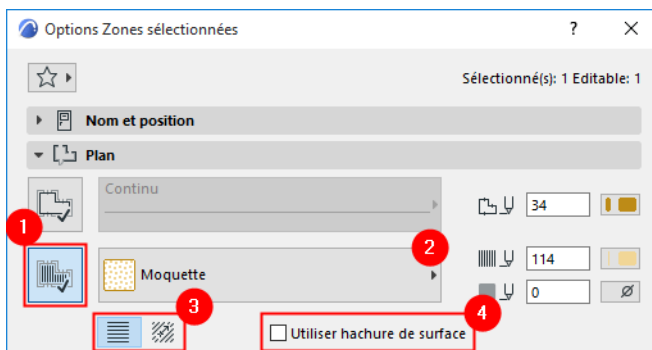 Options Zones sélectionnées ? ×
Sélectionné(s): 1 Editable: 1
Nom et position
Plan
Continu
34
1
2
Moquette
114
0
3
4
Utiliser hachure de surface